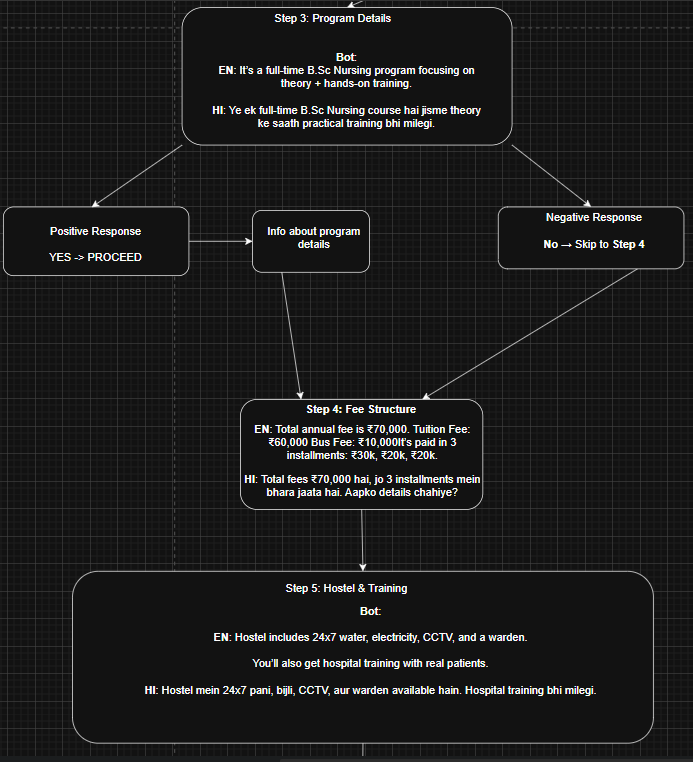 Step 3: Program Details
Bot:
EN: It's a full-time B.Sc Nursing program focusing on
theory + hands-on training.
HI: Ye ek full-time B.Sc Nursing course hai jisme theory
ke saath practical training bhi milegi.
Positive Response
YES -> PROCEED
Info about program
details
Negative Response
No → Skip to Step 4
Step 4: Fee Structure
EN: Total annual fee is ₹70,000. Tuition Fee:
₹60,000 Bus Fee: ₹10,000It's paid in 3
installments: ₹30k, ₹20k, ₹20k.
HI: Total fees ₹70,000 hai, jo 3 installments mein
bhara jaata hai. Aapko details chahiye?
Step 5: Hostel & Training
Bot:
EN: Hostel includes 24x7 water, electricity, CCTV, and a warden.
You'll also get hospital training with real patients.
HI: Hostel mein 24x7 pani, bijli, CCTV, aur warden available hain. Hospital training bhi milegi.